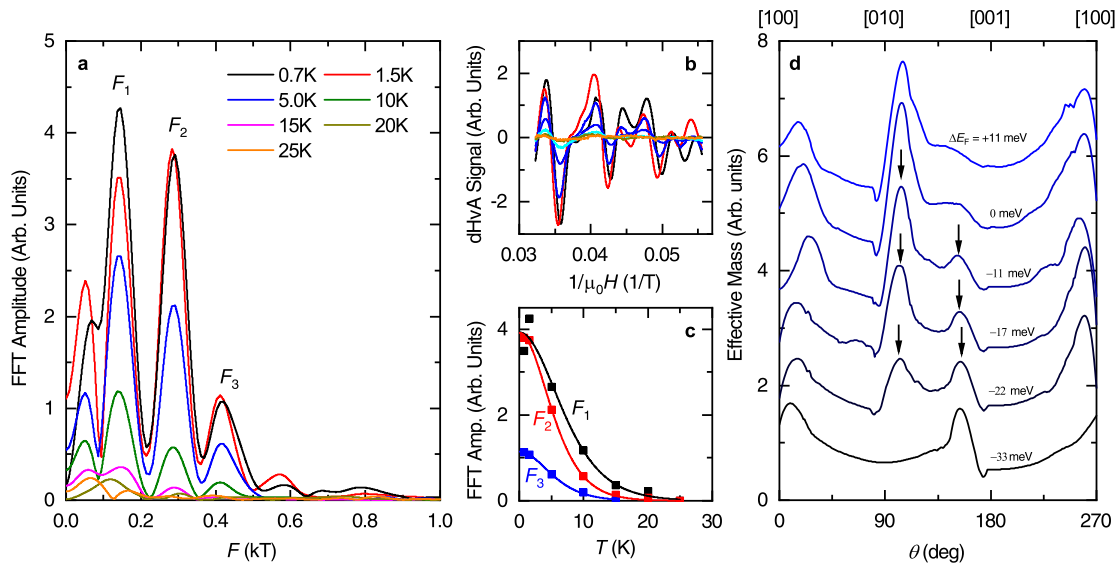 a
F1
F2
F3
0.7K
1.5K
5.0K
10K
15K
20K
25K
5
4
3
2
1
0
0.0
0.2
0.4
0.6
0.8
1.0
FFT Amplitude (Arb. Units)
F (kT)
b
2
0
-2
0.03
0.04
0.05
dHvA Signal (Arb. Units)
1/μ0H (1/T)
c
F1
F2
F3
4
2
0
0
10
20
30
FFT Amp. (Arb. Units)
T (K)
[100]
[010]
[001]
[100]
d
ΔEF = +11 meV
0 meV
−11 meV
−17 meV
−22 meV
−33 meV
8
6
4
2
0
0
90
180
270
Effective Mass (Arb. units)
θ (deg)